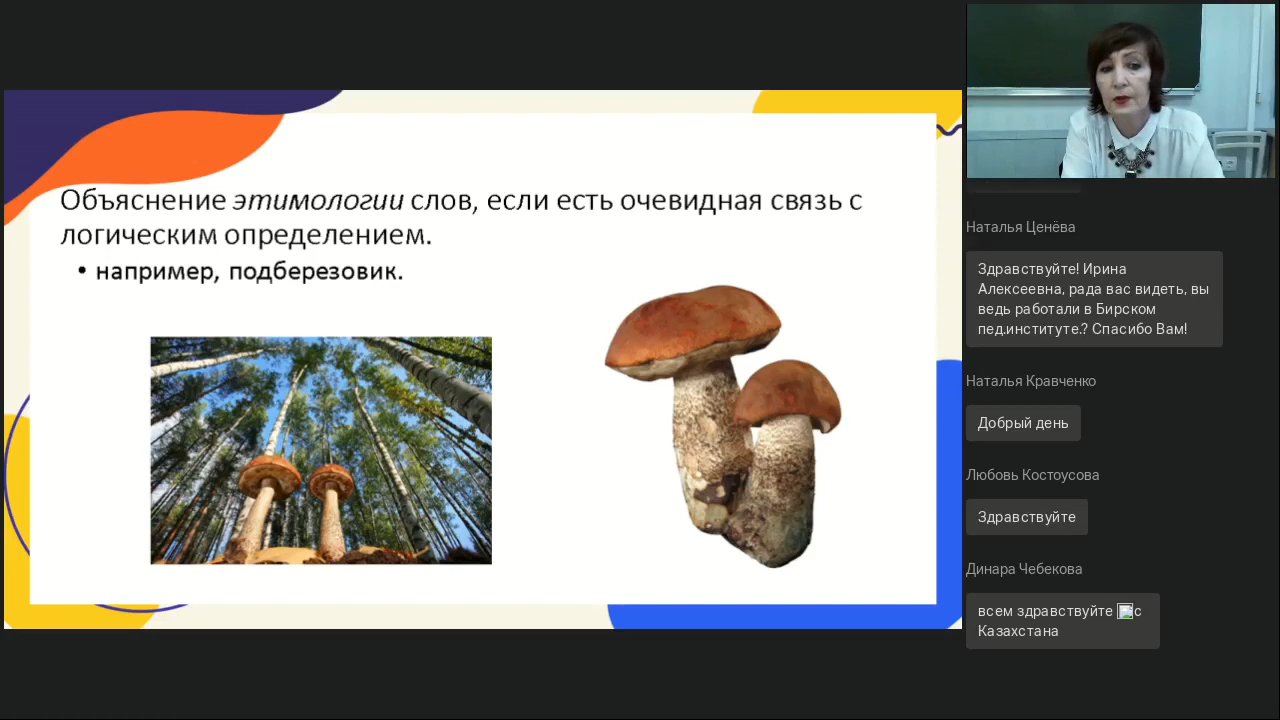 Объяснение этимологии слов, если есть очевидная связь с
логическим определением.
• например, подберезовик.
Наталья Ценёва
Здравствуйте! Ирина
Алексеевна, рада вас видеть, вы
ведь работали в Бирском
пед.институте.? Спасибо Вам!
Наталья Кравченко
Добрый день
Любовь Костоусова
Здравствуйте
Динара Чебекова
всем здравствуйте с
Казахстана